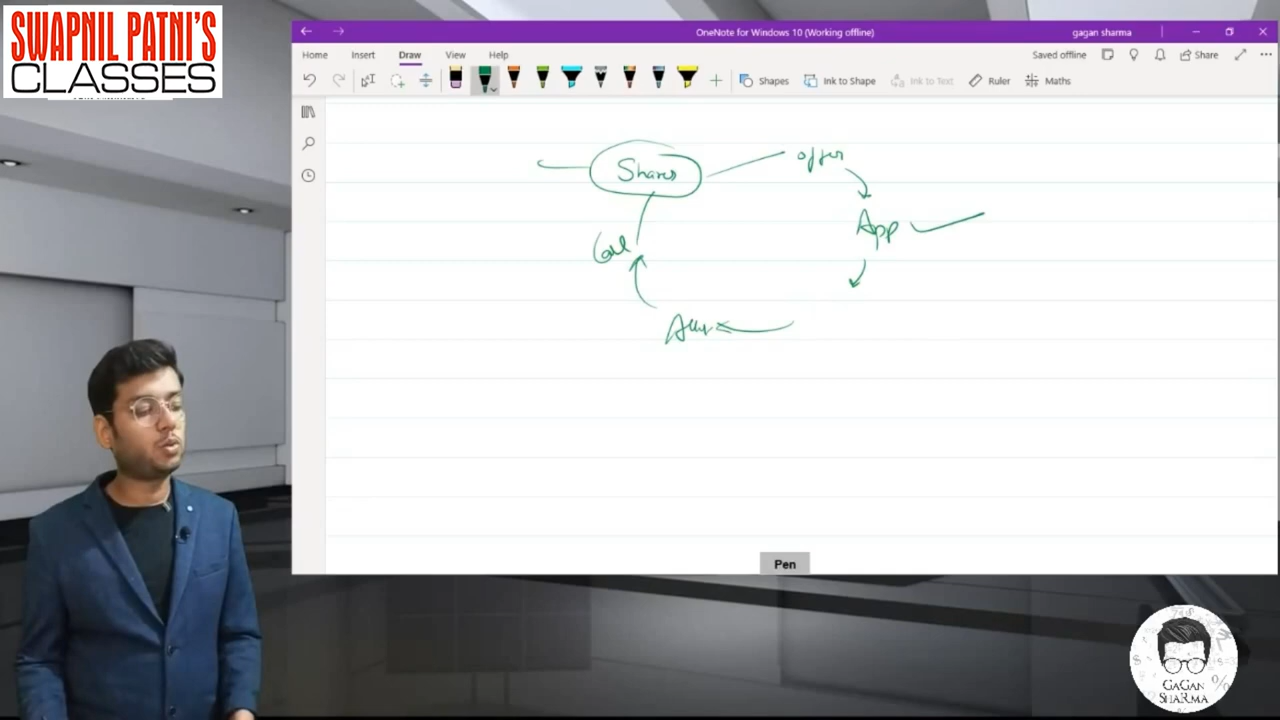 SWAPNIL PATNI'S
CLASSES
OneNote for Windows 10 (Working offline)
gagan sharma
Home Insert Draw View Help
Saved offline
Share
Shapes
Ink to Shape
Ink to Text
Ruler
Maths
Shares
offer
App
Call
Pen
GAGAN
SHARMA